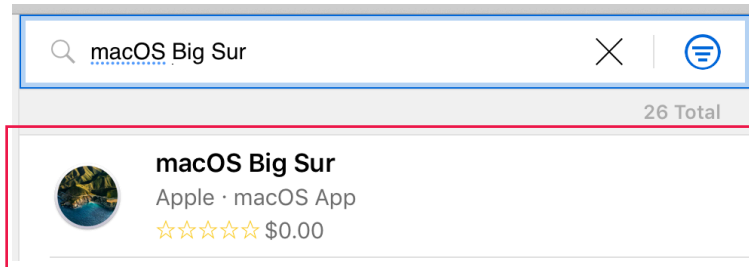 macOS Big Sur
26 Total
macOS Big Sur
Apple · macOS App
☆☆☆☆☆ $0.00